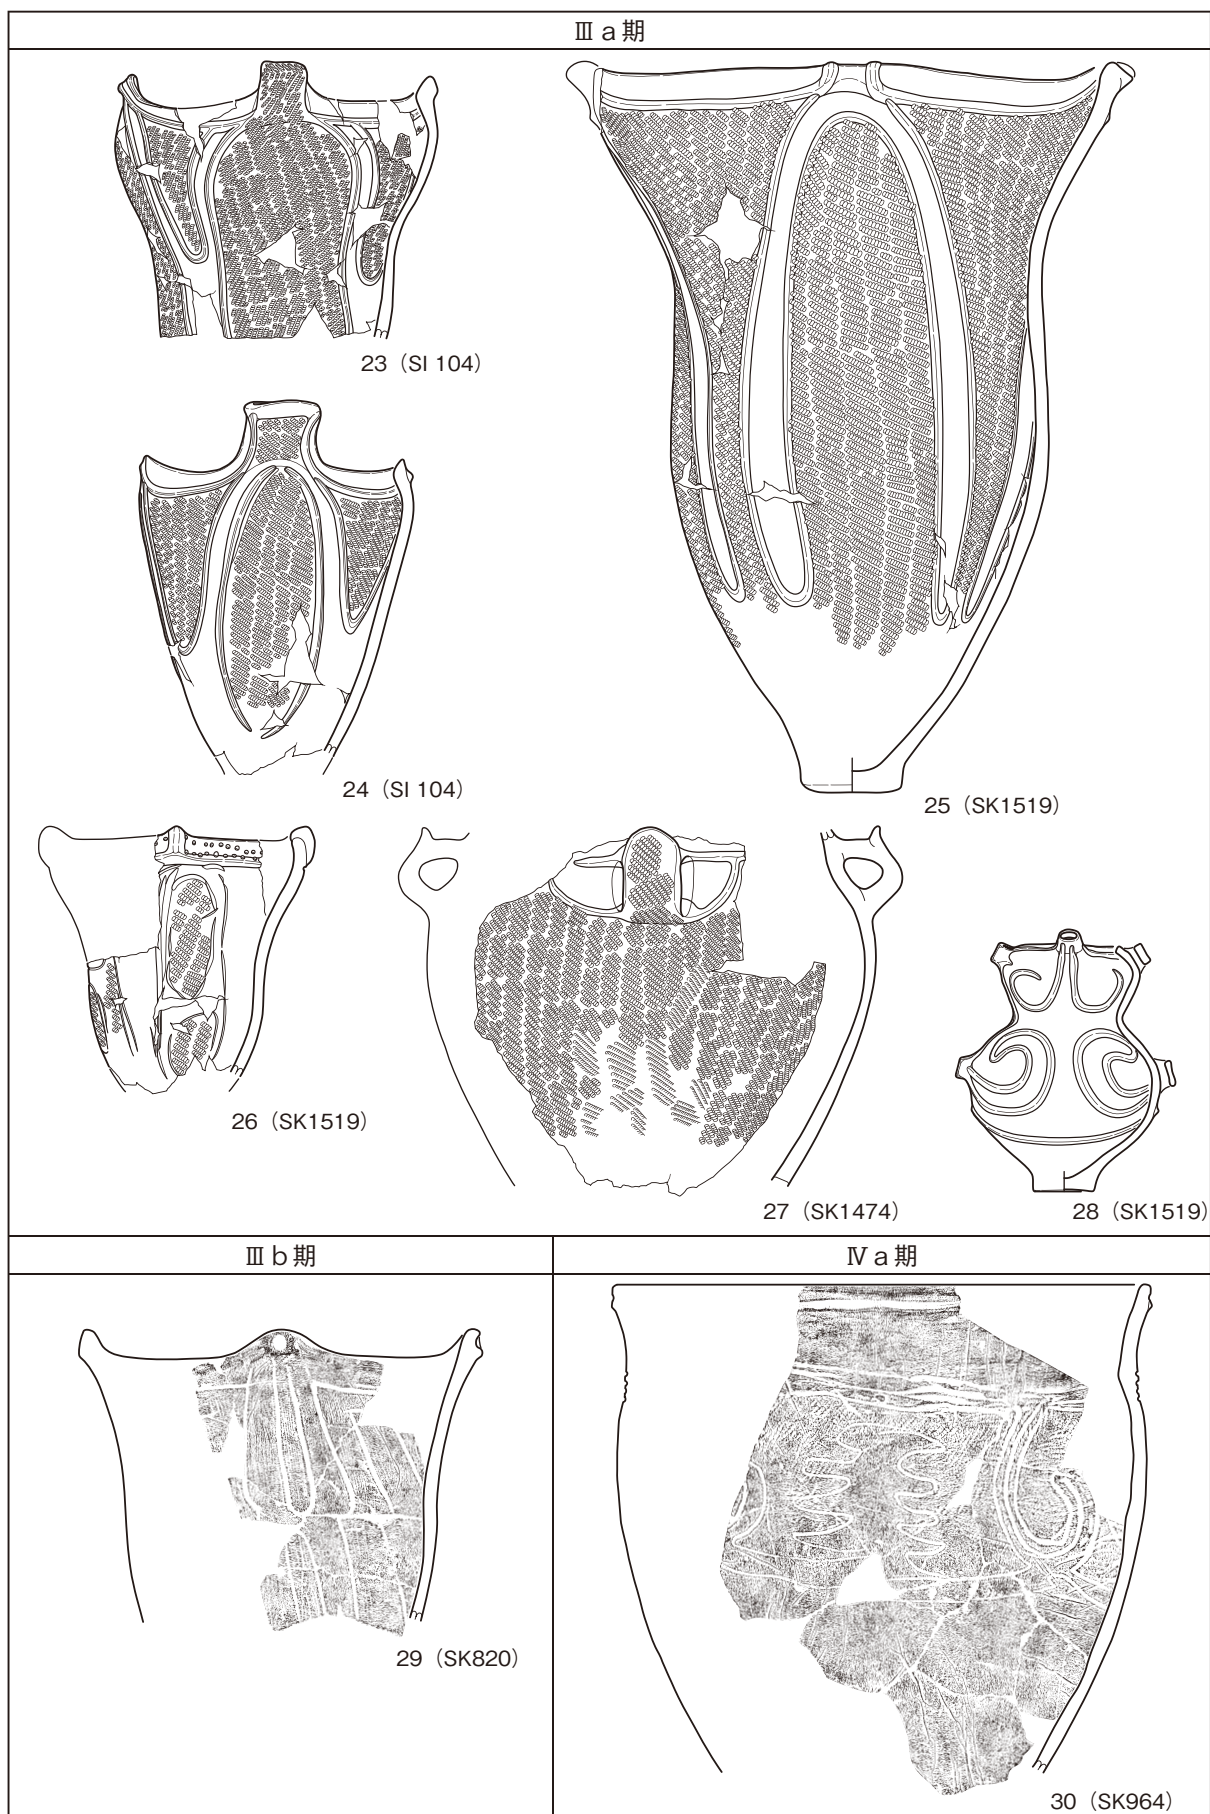 Ⅲa期
23（SI 104）
24（SI 104）
25（SK1519）
26（SK1519）
27（SK1474）
28（SK1519）
Ⅲb期
Ⅳa期
29（SK820）
30（SK964）